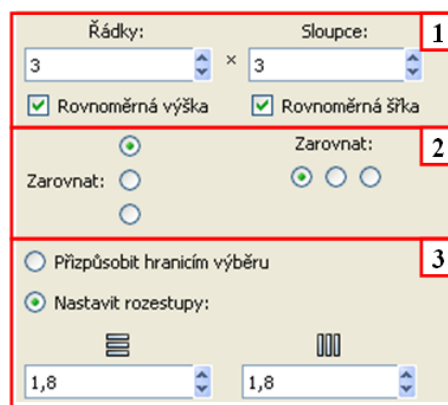 Řádky: Sloupce: 1
3 × 3
Rovnoměrná výška Rovnoměrná šířka
Zarovnat: 2
Zarovnat:
Přizpůsobit hranicím výběru 3
Nastavit rozestupy:
1,8 1,8